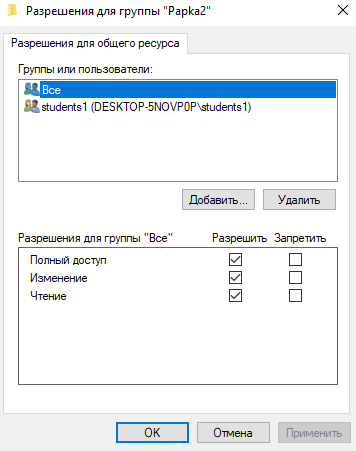 Разрешения для группы "Papka2"
Разрешения для общего ресурса
Группы или пользователи:
Все
students1 (DESKTOP-5NOVP0P\students1)
Добавить... Удалить
Разрешения для группы "Все" Разрешить Запретить
Полный доступ
Изменение
Чтение
OK Отмена Применить